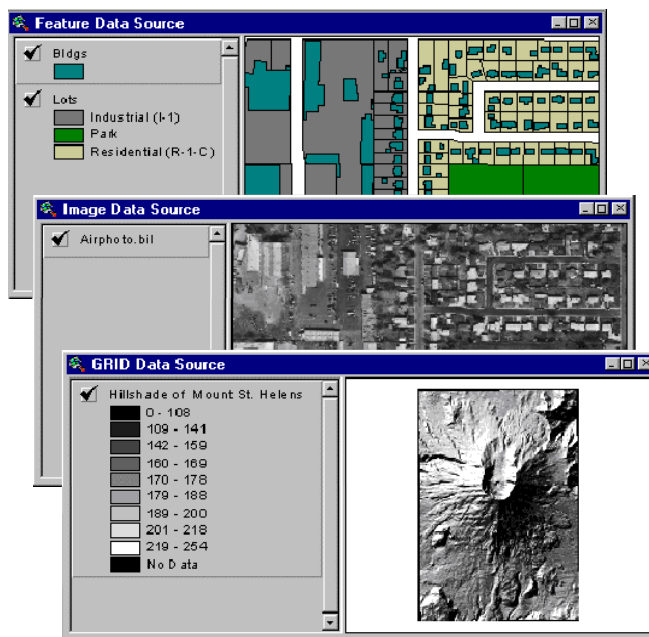 Feature Data Source
Bldgs
Lots
Industrial (I-1)
Park
Residential (R-1-C)
Image Data Source
Airphoto.bil
GRID Data Source
Hillshade of Mount St. Helens
0 - 108
109 - 141
142 - 159
160 - 169
170 - 178
179 - 188
189 - 200
201 - 218
219 - 254
No Data